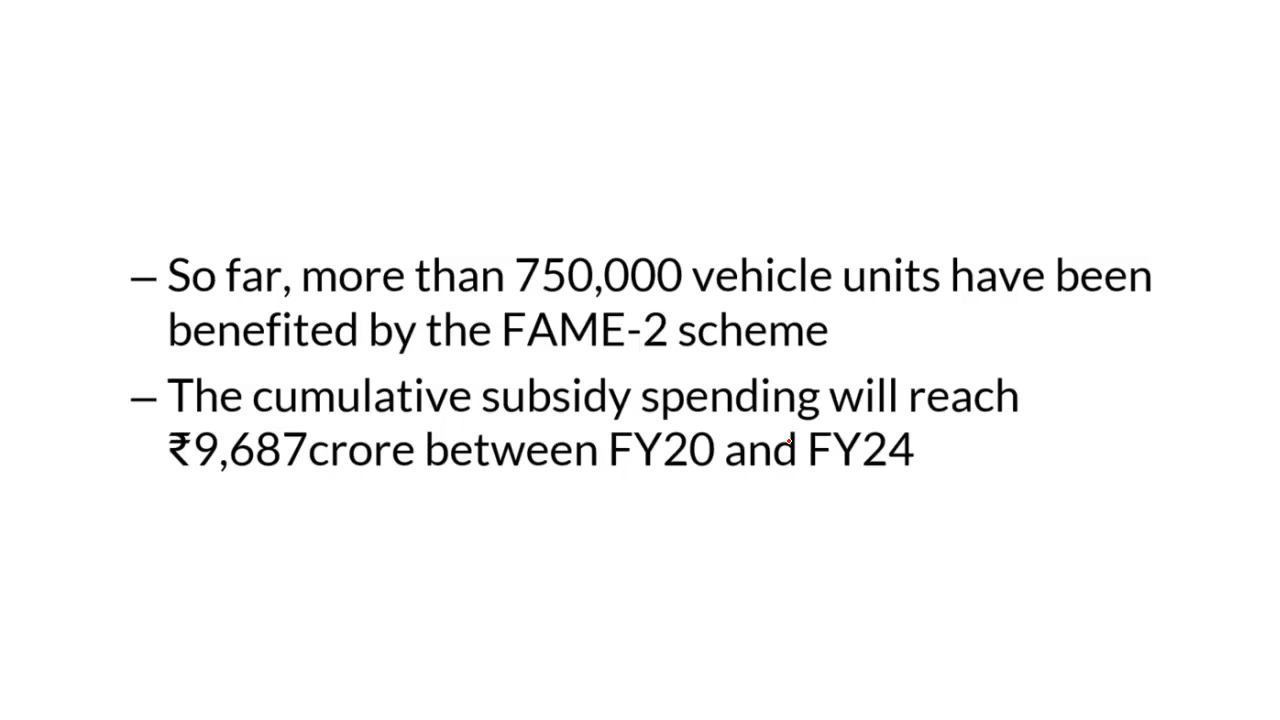 – So far, more than 750,000 vehicle units have been
benefited by the FAME-2 scheme
– The cumulative subsidy spending will reach
₹9,687crore between FY20 and FY24